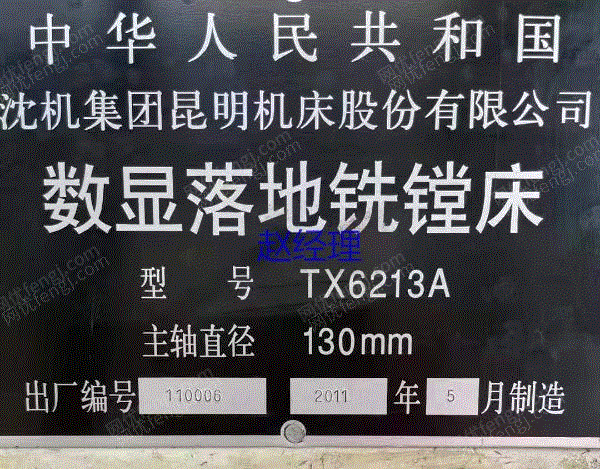 中华人民共和国
沈机集团昆明机床股份有限公司
数显落地铣镗床
赵经理
型 号 TX6213A
主轴直径 130mm
出厂编号 110006 2011 年 5 月制造